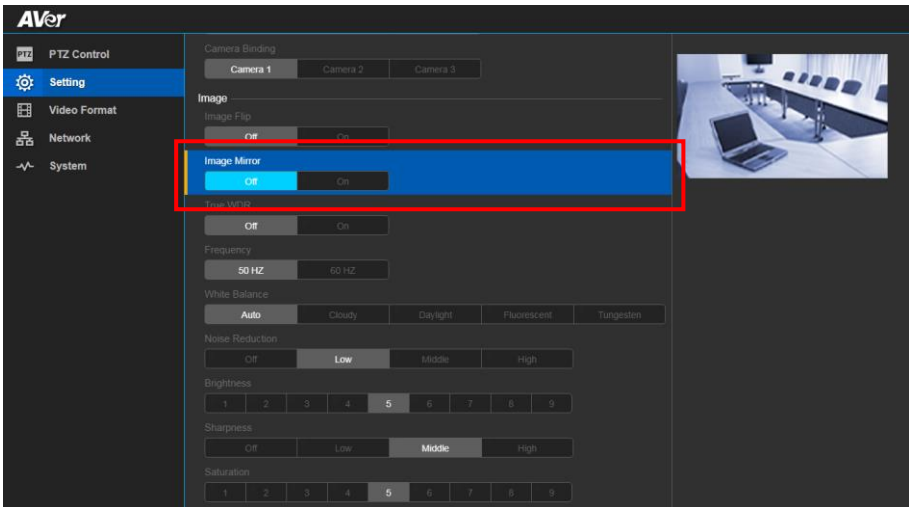 AVer
PTZ PTZ Control
Setting
Video Format
Network
System
Camera Binding
Camera 1 Camera 2 Camera 3
Image
Image Flip
Off On
Image Mirror
Off On
True WDR
Off On
Frequency
50 HZ 60 HZ
White Balance
Auto Cloudy Daylight Fluorescent Tungesten
Noise Reduction
Off Low Middle High
Brightness
1 2 3 4 5 6 7 8 9
Sharpness
Off Low Middle High
Saturation
1 2 3 4 5 6 7 8 9